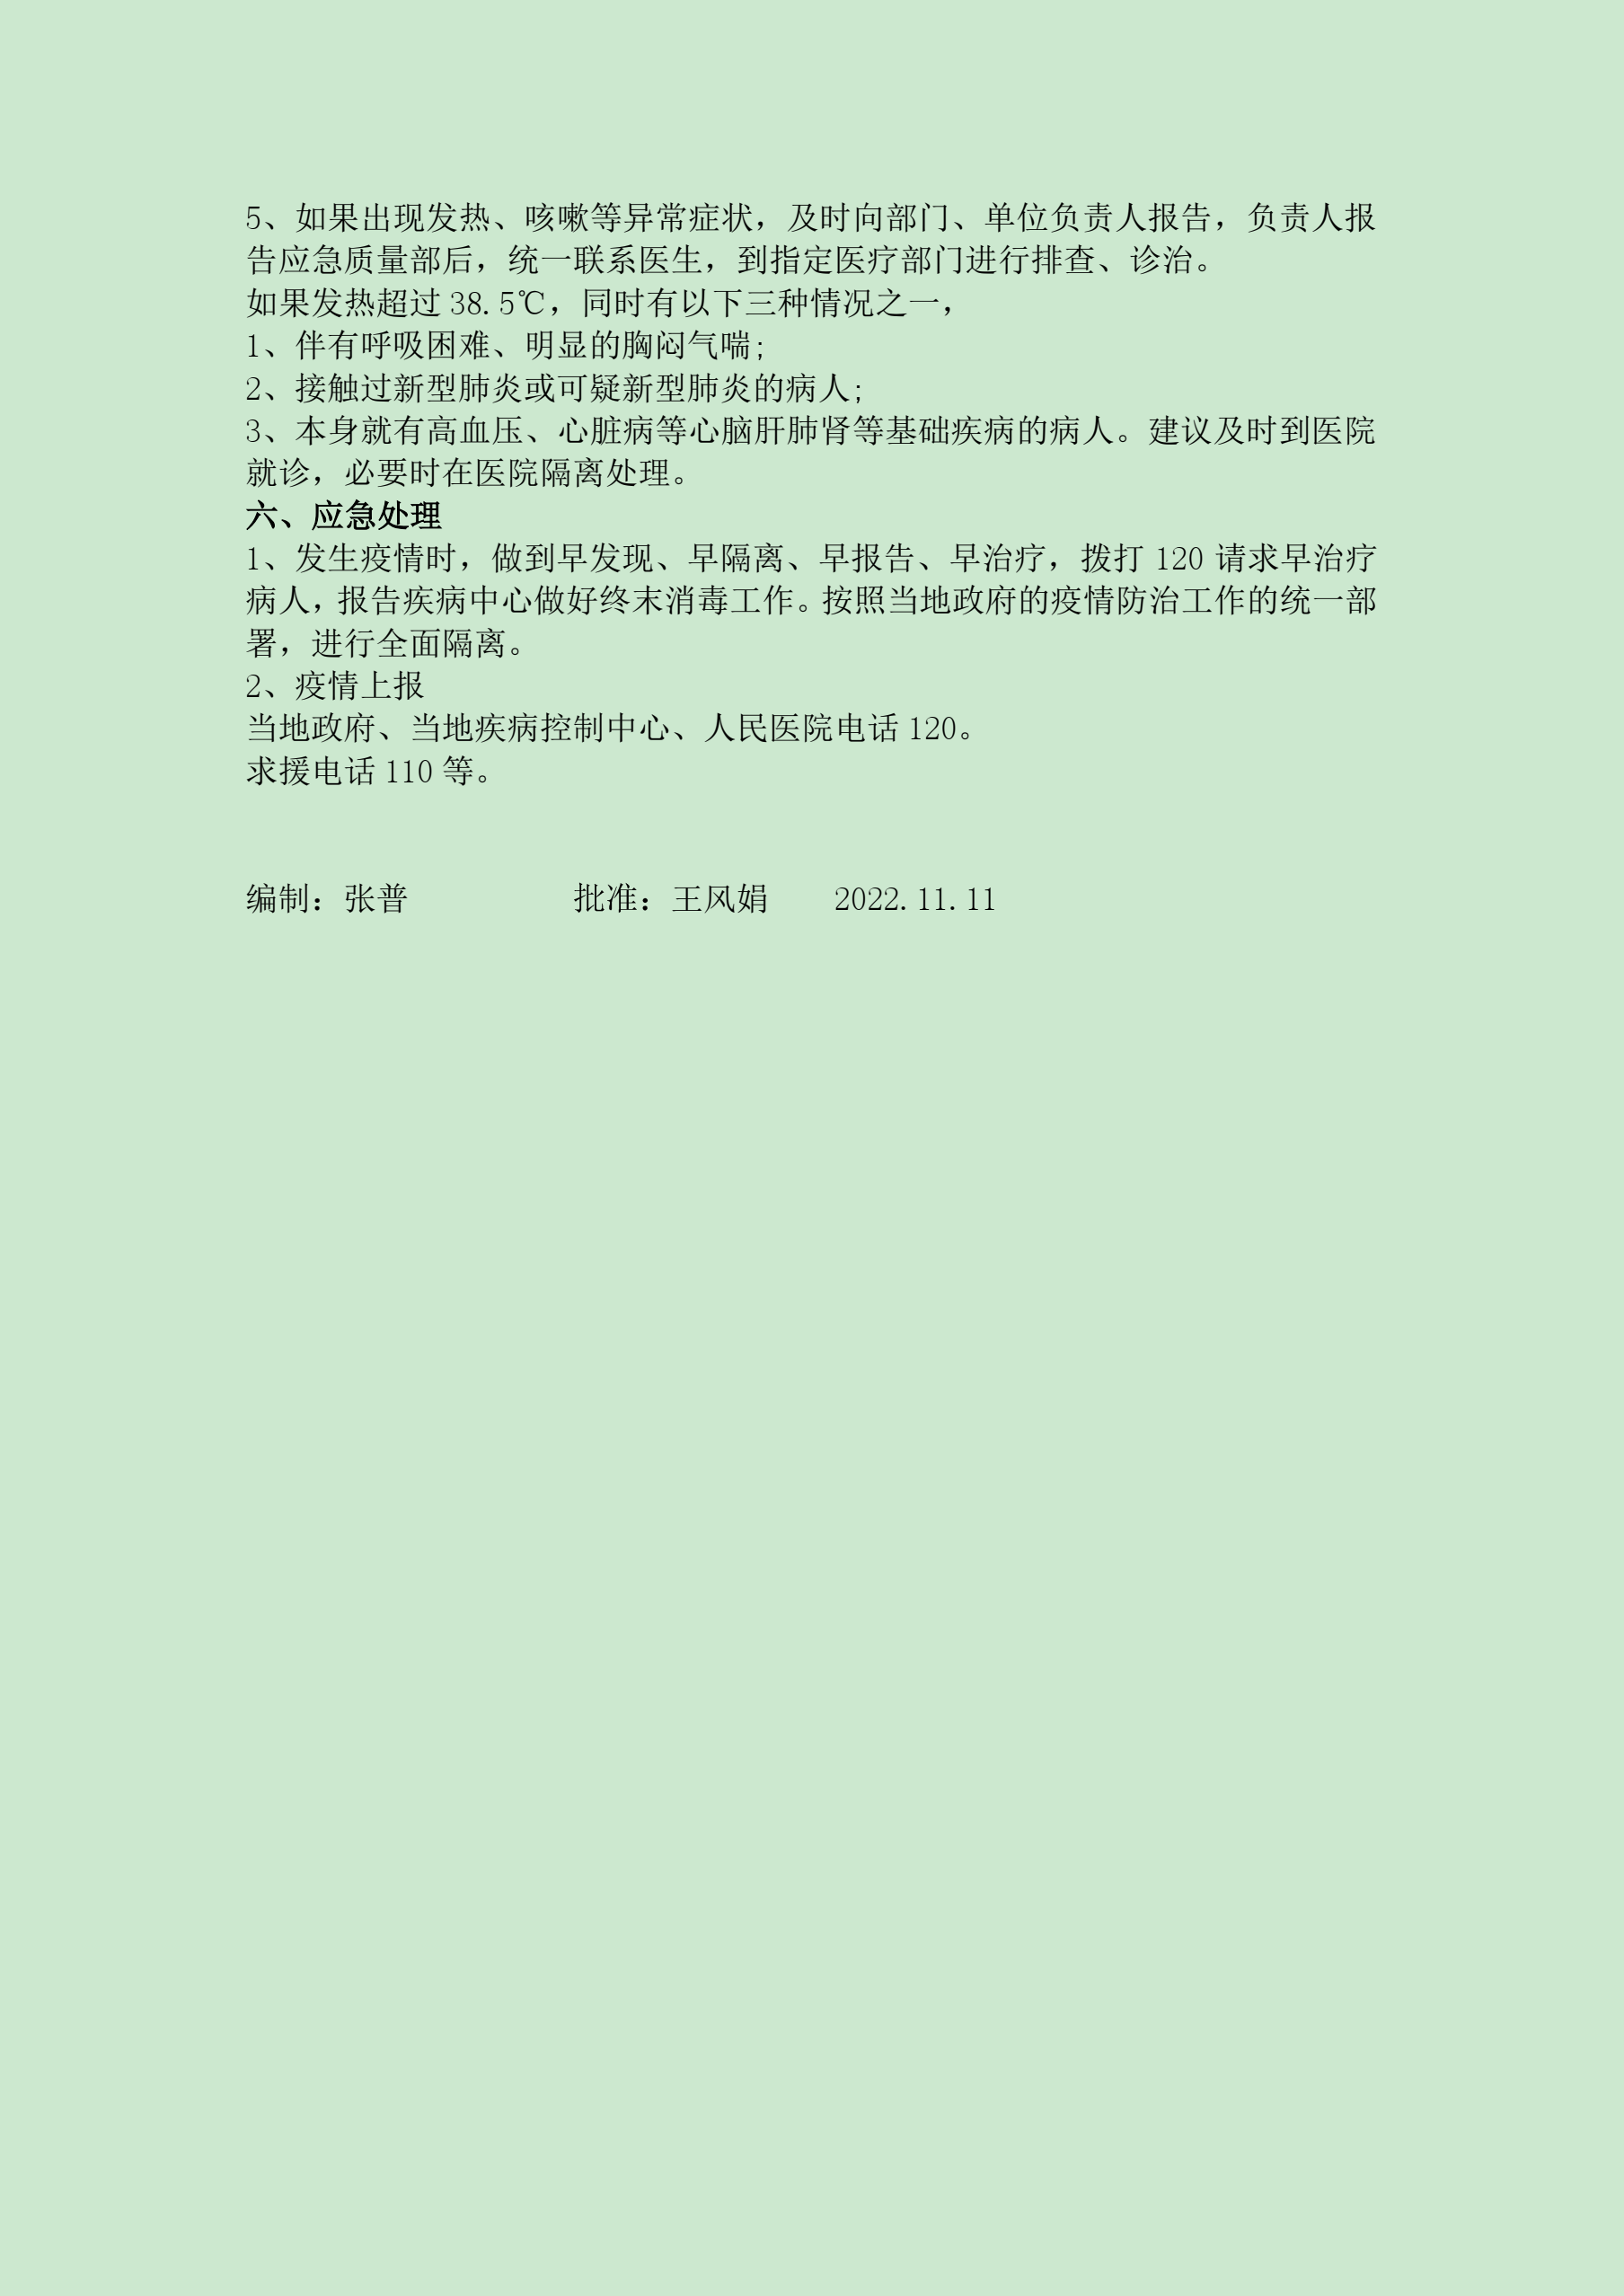 5、如果出现发热、咳嗽等异常症状，及时向部门、单位负责人报告，负责人报
告应急质量部后，统一联系医生，到指定医疗部门进行排查、诊治。
如果发热超过 38.5℃，同时有以下三种情况之一，
1、伴有呼吸困难、明显的胸闷气喘;
2、接触过新型肺炎或可疑新型肺炎的病人;
3、本身就有高血压、心脏病等心脑肝肺肾等基础疾病的病人。建议及时到医院
就诊，必要时在医院隔离处理。
六、应急处理
1、发生疫情时，做到早发现、早隔离、早报告、早治疗，拨打 120 请求早治疗
病人，报告疾病中心做好终末消毒工作。按照当地政府的疫情防治工作的统一部
署，进行全面隔离。
2、疫情上报
当地政府、当地疾病控制中心、人民医院电话 120。
求援电话 110 等。
编制：张普 批准：王风娟 2022.11.11